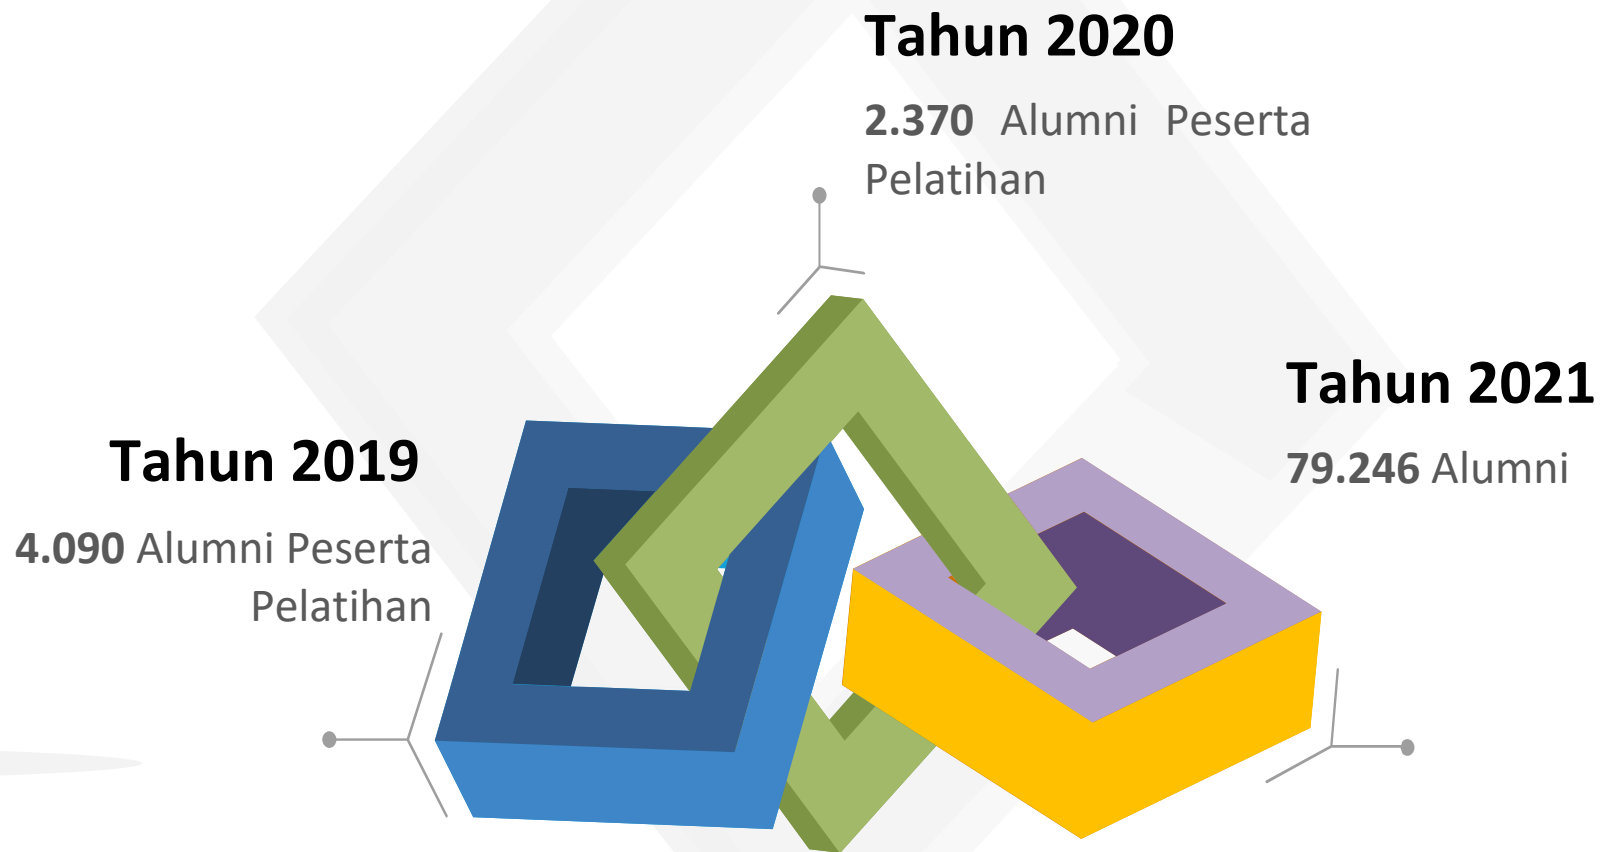 Tahun 2020
2.370 Alumni Peserta
Pelatihan
Tahun 2021
79.246 Alumni
Tahun 2019
4.090 Alumni Peserta
Pelatihan